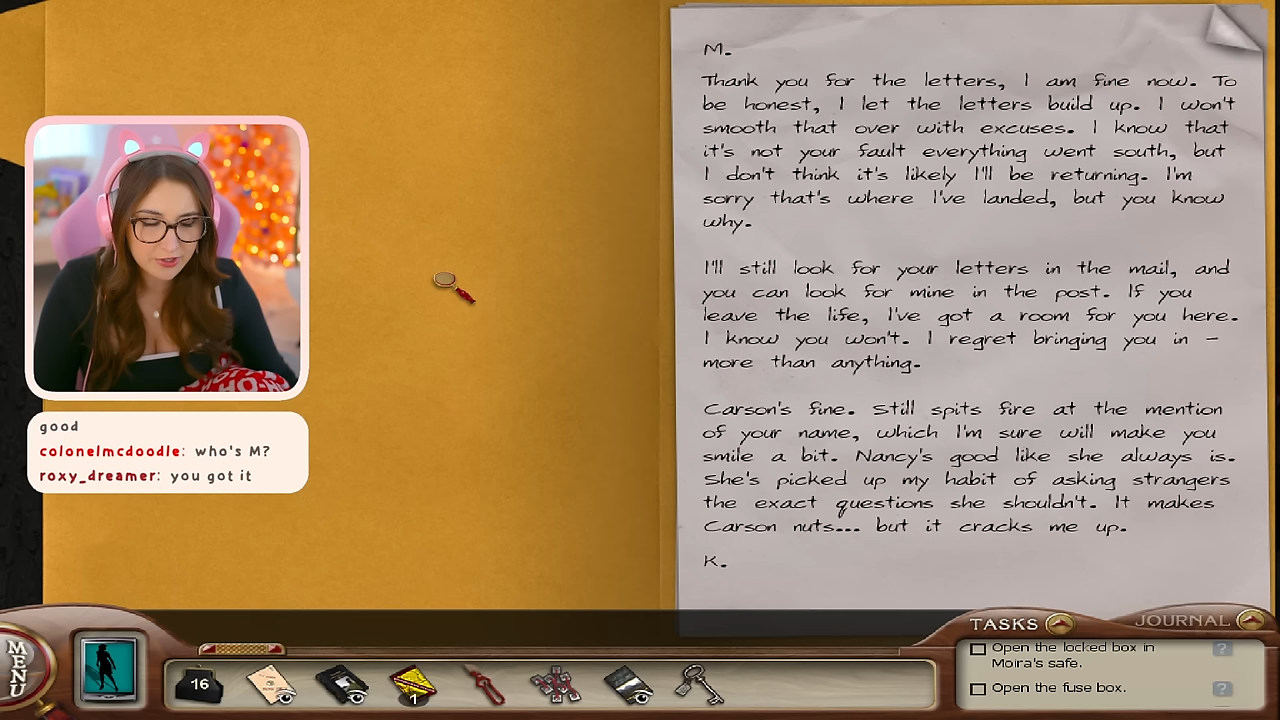 M.
Thank you for the letters, I am fine now. To
be honest, I let the letters build up. I won't
smooth that over with excuses. I know that
it's not your fault everything went south, but
I don't think it's likely I'll be returning. I'm
sorry that's where I've landed, but you know
why.
I'll still look for your letters in the mail, and
you can look for mine in the post. If you
leave the life, I've got a room for you here.
I know you won't. I regret bringing you in -
more than anything.
Carson's fine. Still spits fire at the mention
of your name, which I'm sure will make you
smile a bit. Nancy's good like she always is.
She's picked up my habit of asking strangers
the exact questions she shouldn't. It makes
Carson nuts... but it cracks me up.
K.
good
colonelmcdoodle: who's M?
roxy_dreamer: you got it
MENU
16
1
TASKS
JOURNAL
Open the locked box in
Moira's safe.
?
Open the fuse box.
?